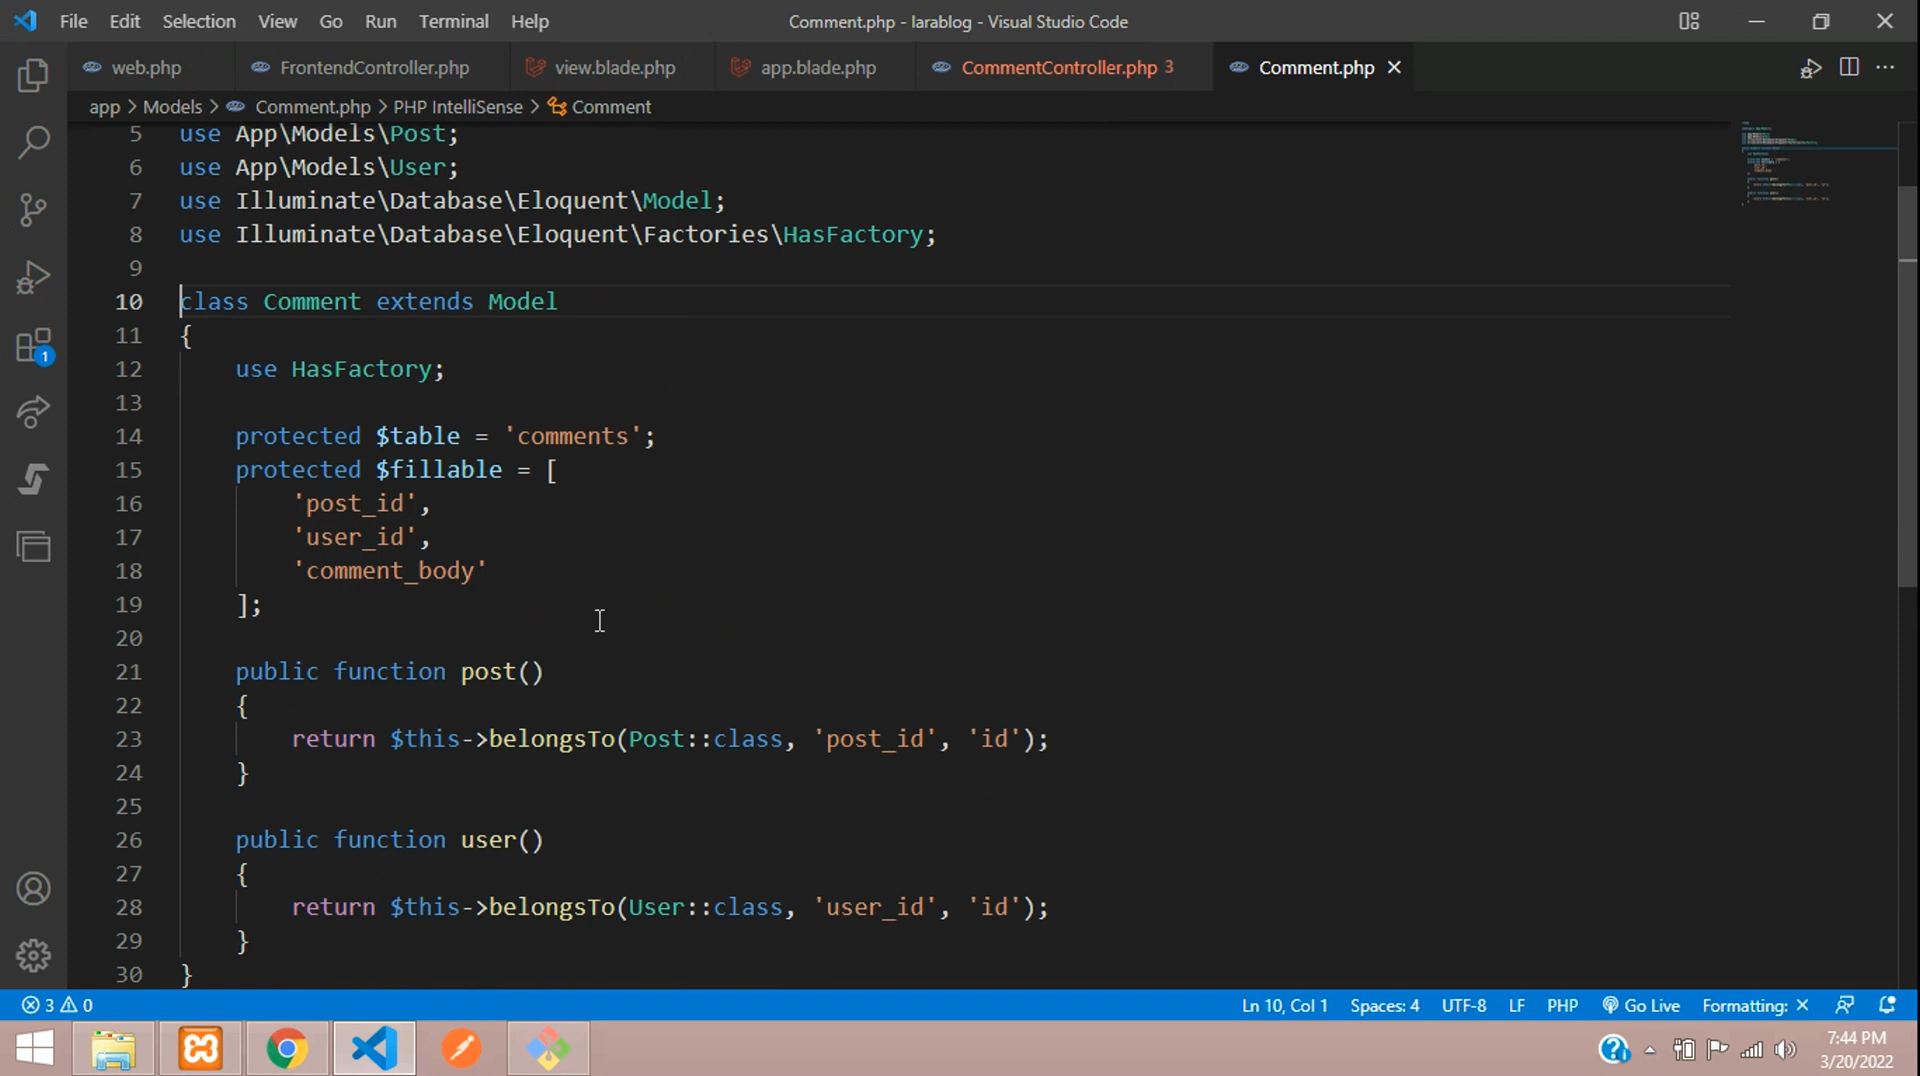 File Edit Selection View Go Run Terminal Help Comment.php - larablog - Visual Studio Code
web.php FrontendController.php view.blade.php app.blade.php CommentController.php 3 Comment.php
app > Models > Comment.php > PHP IntelliSense > Comment
5 use App\Models\Post;
6 use App\Models\User;
7 use Illuminate\Database\Eloquent\Model;
8 use Illuminate\Database\Eloquent\Factories\HasFactory;
9
10 class Comment extends Model
11 {
12 use HasFactory;
13
14 protected $table = 'comments';
15 protected $fillable = [
16 'post_id',
17 'user_id',
18 'comment_body'
19 ];
20
21 public function post()
22 {
23 return $this->belongsTo(Post::class, 'post_id', 'id');
24 }
25
26 public function user()
27 {
28 return $this->belongsTo(User::class, 'user_id', 'id');
29 }
30 }
1
3 0 Ln 10, Col 1 Spaces: 4 UTF-8 LF PHP Go Live Formatting: ×
7:44 PM
3/20/2022